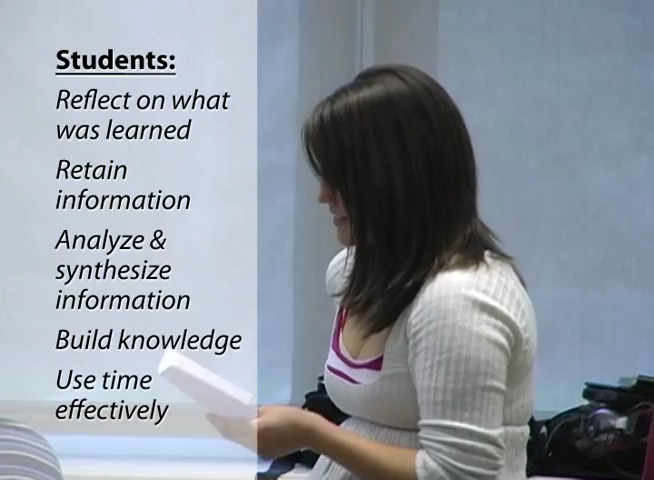 Students:
Reflect on what
was learned
Retain
information
Analyze &
synthesize
information
Build knowledge
Use time
effectively